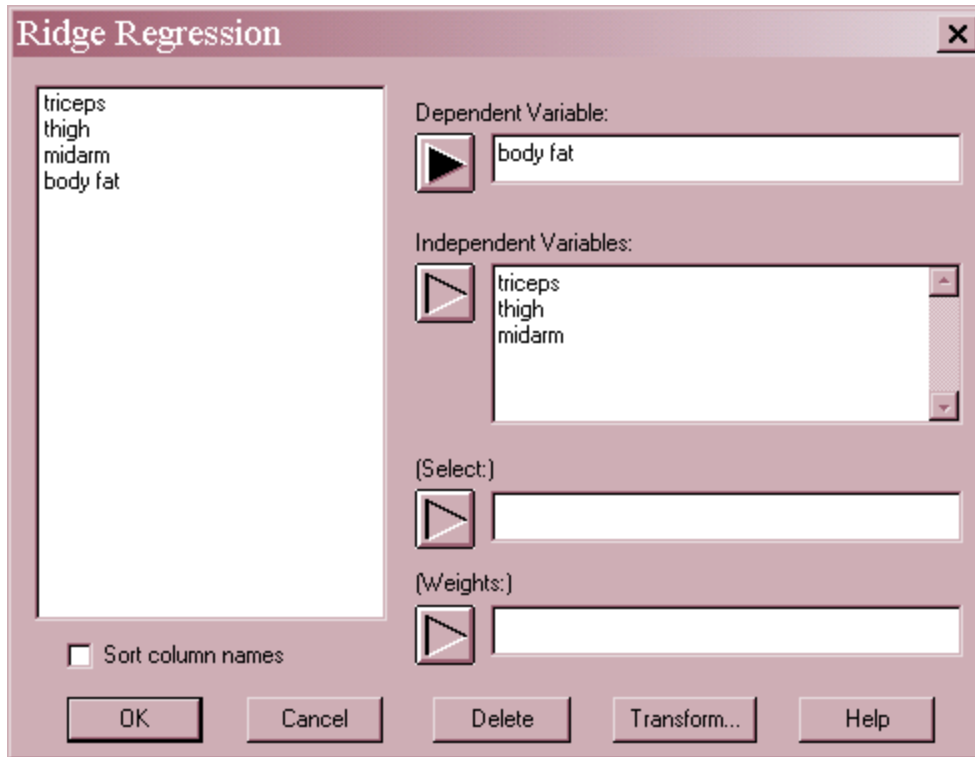 Ridge Regression
triceps
thigh
midarm
body fat
Sort column names
Dependent Variable:
body fat
Independent Variables:
triceps
thigh
midarm
(Select:)
(Weights:)
OK
Cancel
Delete
Transform...
Help